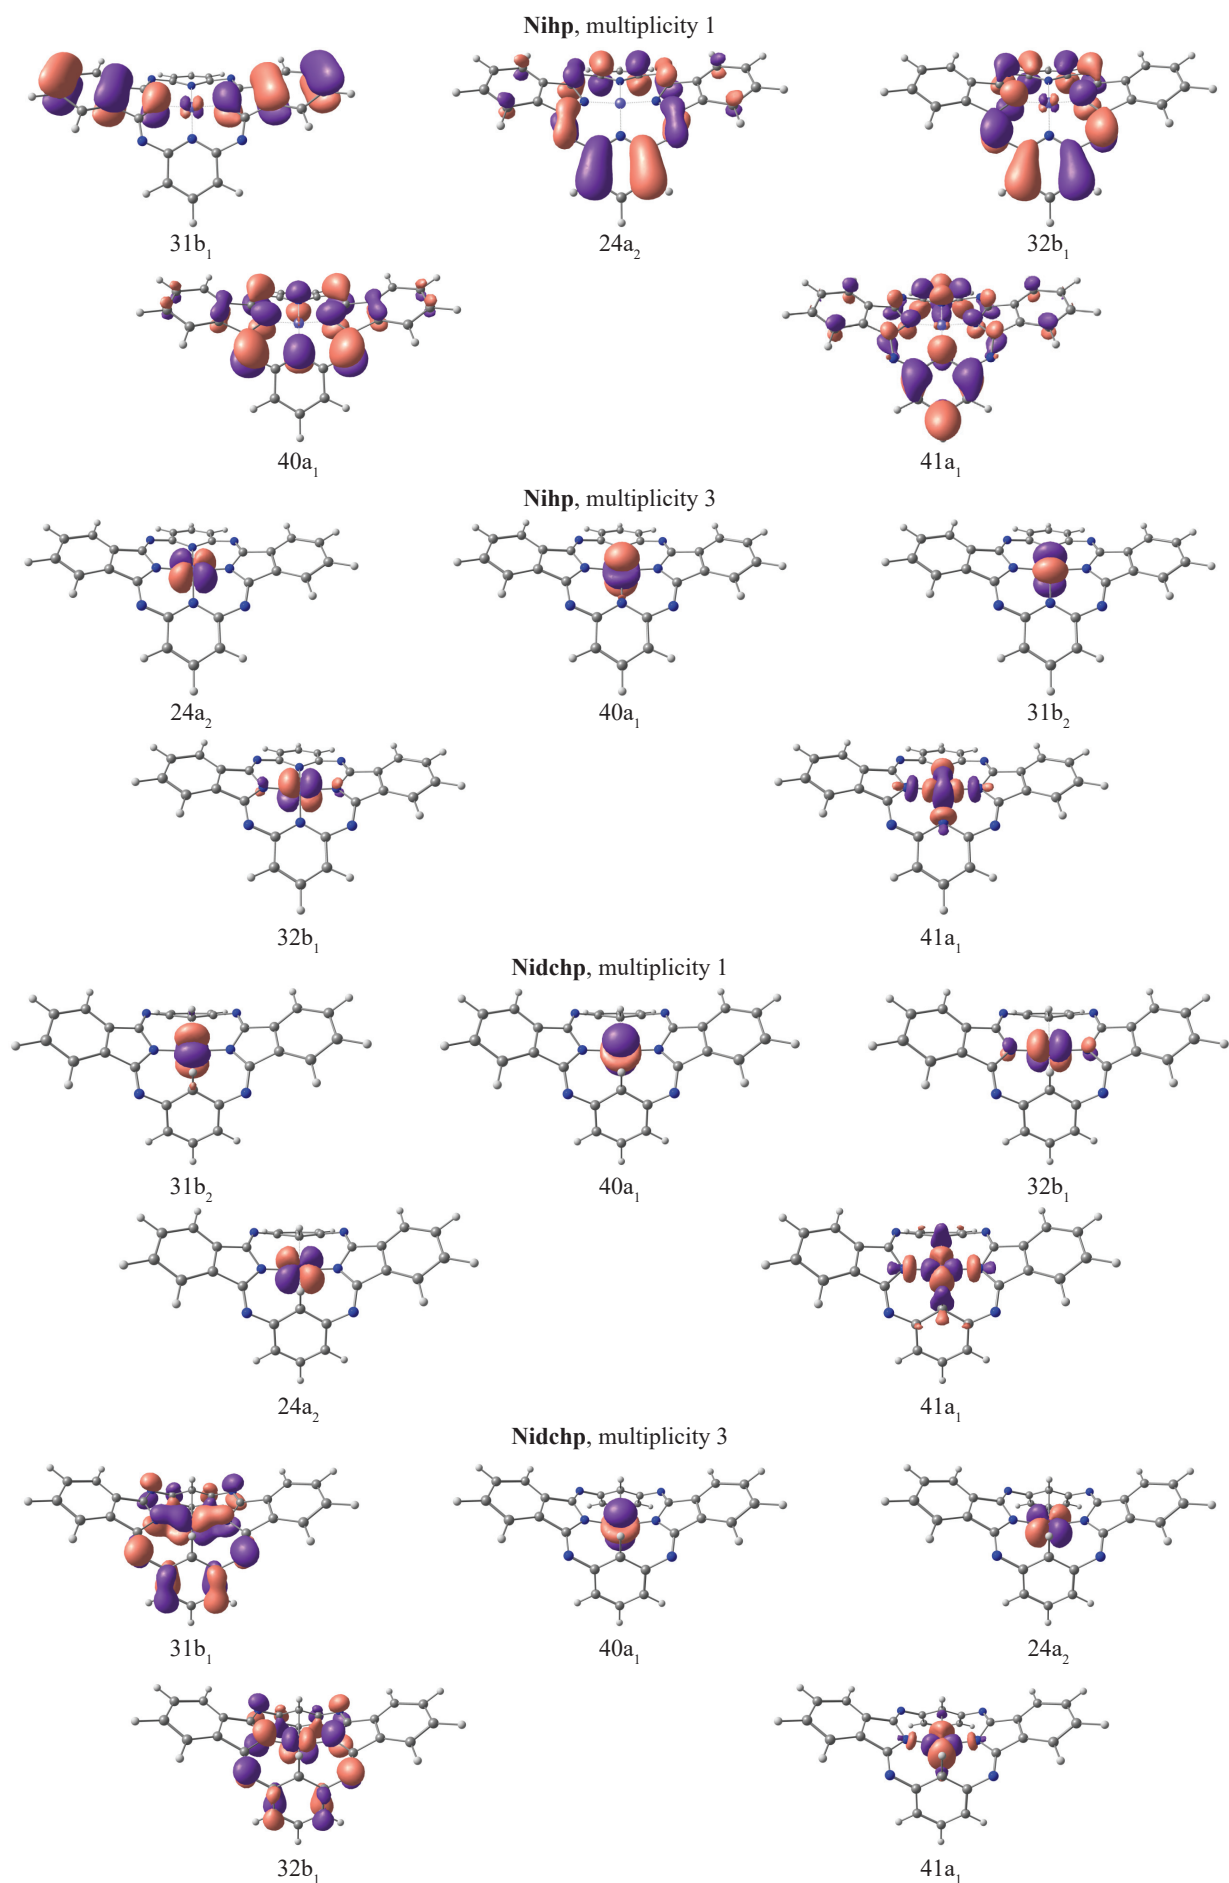 Nihp, multiplicity 1
31b₁ 24a₂ 32b₁
40a₁ 41a₁
Nihp, multiplicity 3
24a₂ 40a₁ 31b₂
32b₁ 41a₁
Nidchp, multiplicity 1
31b₂ 40a₁ 32b₁
24a₂ 41a₁
Nidchp, multiplicity 3
31b₁ 40a₁ 24a₂
32b₁ 41a₁